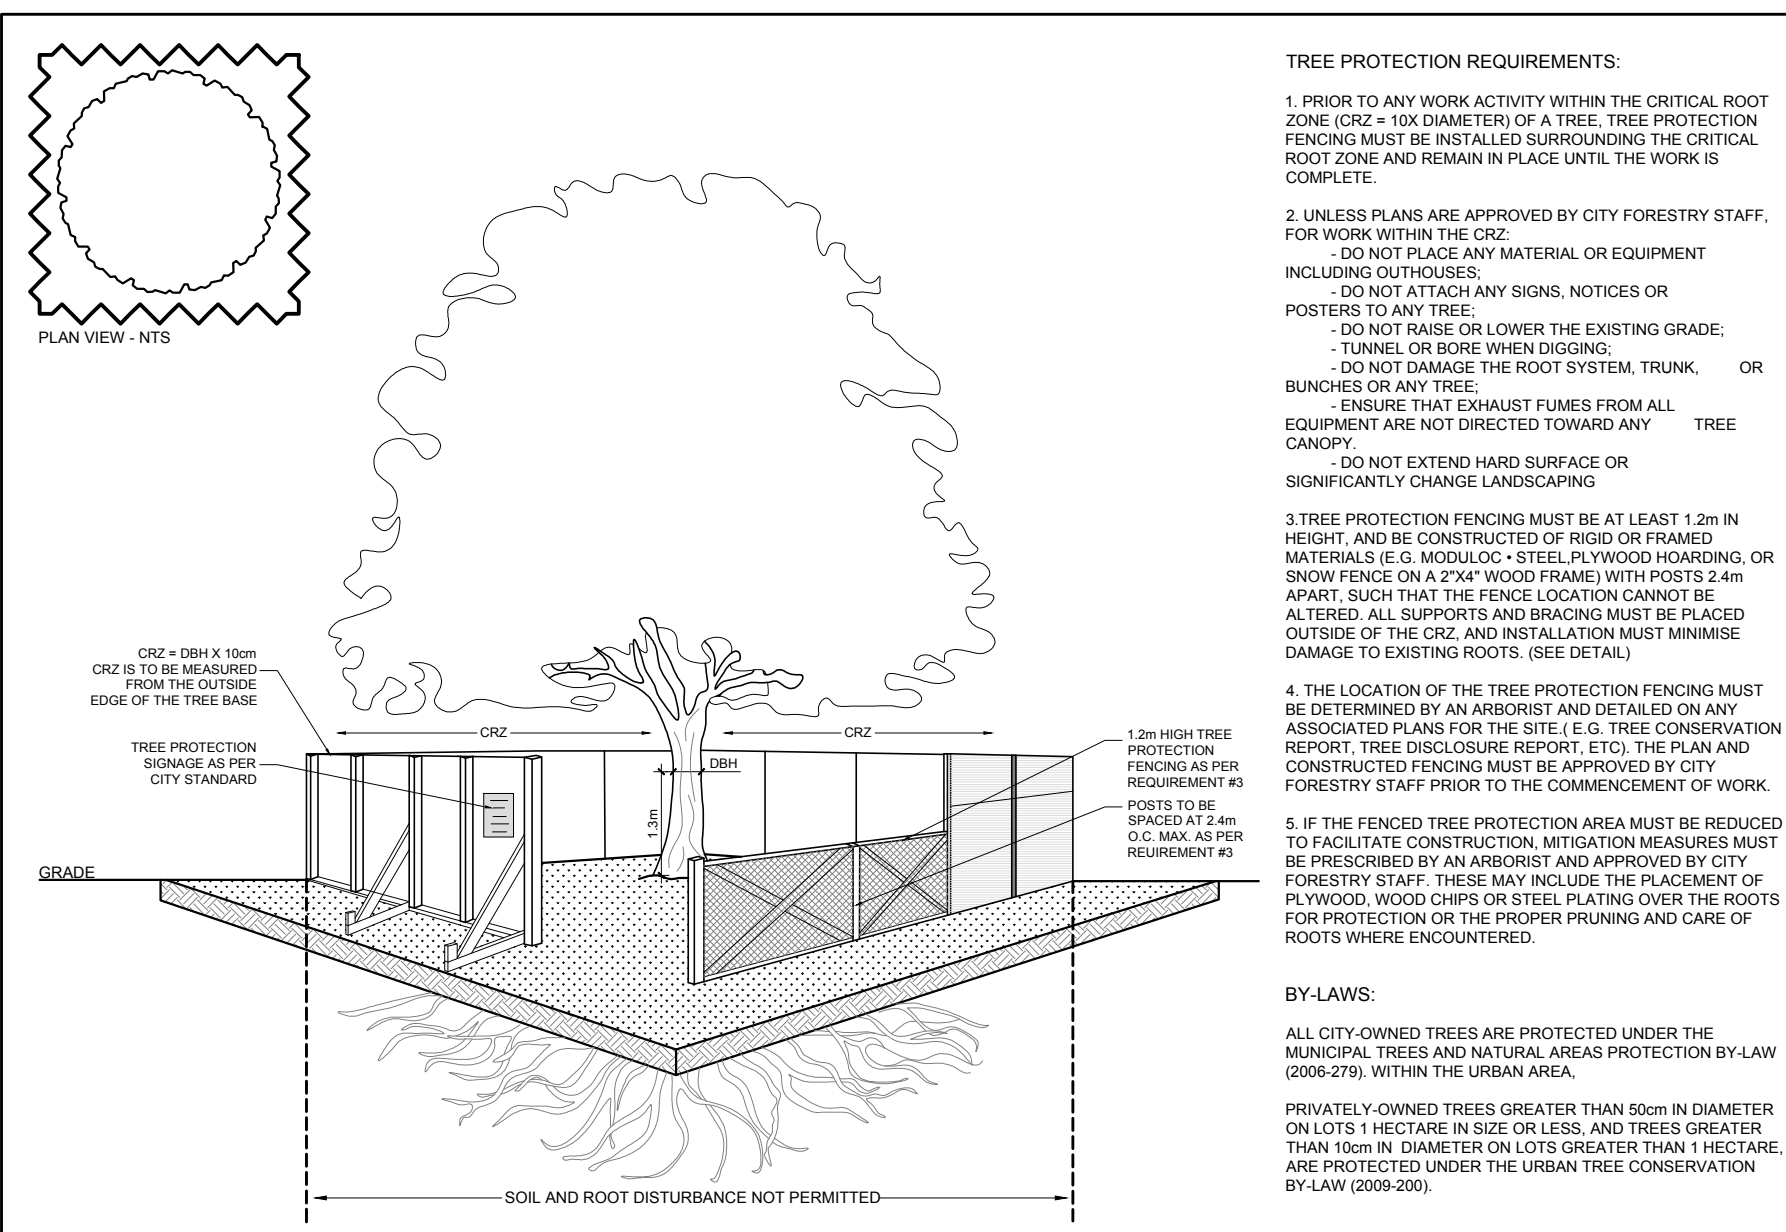 PLAN VIEW - NTS
CRZ = DBH X 10cm
CRZ IS TO BE MEASURED
FROM THE OUTSIDE
EDGE OF THE TREE BASE
TREE PROTECTION
SIGNAGE AS PER
CITY STANDARD
GRADE
CRZ
CRZ
DBH
1.3m
1.2m HIGH TREE
PROTECTION
FENCING AS PER
REQUIREMENT #3
POSTS TO BE
SPACED AT 2.4m
O.C. MAX. AS PER
REUIREMENT #3
SOIL AND ROOT DISTURBANCE NOT PERMITTED
TREE PROTECTION REQUIREMENTS:
1. PRIOR TO ANY WORK ACTIVITY WITHIN THE CRITICAL ROOT
ZONE (CRZ = 10X DIAMETER) OF A TREE, TREE PROTECTION
FENCING MUST BE INSTALLED SURROUNDING THE CRITICAL
ROOT ZONE AND REMAIN IN PLACE UNTIL THE WORK IS
COMPLETE.
2. UNLESS PLANS ARE APPROVED BY CITY FORESTRY STAFF,
FOR WORK WITHIN THE CRZ:
- DO NOT PLACE ANY MATERIAL OR EQUIPMENT
INCLUDING OUTHOUSES;
- DO NOT ATTACH ANY SIGNS, NOTICES OR
POSTERS TO ANY TREE;
- DO NOT RAISE OR LOWER THE EXISTING GRADE;
- TUNNEL OR BORE WHEN DIGGING;
- DO NOT DAMAGE THE ROOT SYSTEM, TRUNK, OR
BUNCHES OR ANY TREE;
- ENSURE THAT EXHAUST FUMES FROM ALL
EQUIPMENT ARE NOT DIRECTED TOWARD ANY TREE
CANOPY.
- DO NOT EXTEND HARD SURFACE OR
SIGNIFICANTLY CHANGE LANDSCAPING
3.TREE PROTECTION FENCING MUST BE AT LEAST 1.2m IN
HEIGHT, AND BE CONSTRUCTED OF RIGID OR FRAMED
MATERIALS (E.G. MODULOC • STEEL,PLYWOOD HOARDING, OR
SNOW FENCE ON A 2"X4" WOOD FRAME) WITH POSTS 2.4m
APART, SUCH THAT THE FENCE LOCATION CANNOT BE
ALTERED. ALL SUPPORTS AND BRACING MUST BE PLACED
OUTSIDE OF THE CRZ, AND INSTALLATION MUST MINIMISE
DAMAGE TO EXISTING ROOTS. (SEE DETAIL)
4. THE LOCATION OF THE TREE PROTECTION FENCING MUST
BE DETERMINED BY AN ARBORIST AND DETAILED ON ANY
ASSOCIATED PLANS FOR THE SITE.( E.G. TREE CONSERVATION
REPORT, TREE DISCLOSURE REPORT, ETC). THE PLAN AND
CONSTRUCTED FENCING MUST BE APPROVED BY CITY
FORESTRY STAFF PRIOR TO THE COMMENCEMENT OF WORK.
5. IF THE FENCED TREE PROTECTION AREA MUST BE REDUCED
TO FACILITATE CONSTRUCTION, MITIGATION MEASURES MUST
BE PRESCRIBED BY AN ARBORIST AND APPROVED BY CITY
FORESTRY STAFF. THESE MAY INCLUDE THE PLACEMENT OF
PLYWOOD, WOOD CHIPS OR STEEL PLATING OVER THE ROOTS
FOR PROTECTION OR THE PROPER PRUNING AND CARE OF
ROOTS WHERE ENCOUNTERED.
BY-LAWS:
ALL CITY-OWNED TREES ARE PROTECTED UNDER THE
MUNICIPAL TREES AND NATURAL AREAS PROTECTION BY-LAW
(2006-279). WITHIN THE URBAN AREA,
PRIVATELY-OWNED TREES GREATER THAN 50cm IN DIAMETER
ON LOTS 1 HECTARE IN SIZE OR LESS, AND TREES GREATER
THAN 10cm IN DIAMETER ON LOTS GREATER THAN 1 HECTARE,
ARE PROTECTED UNDER THE URBAN TREE CONSERVATION
BY-LAW (2009-200).